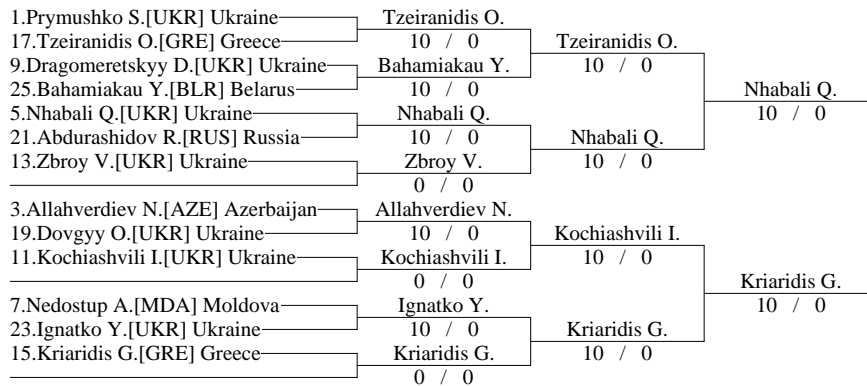 1.Prymushko S.[UKR] Ukraine
17.Tzeiranidis O.[GRE] Greece
9.Dragomeretskyy D.[UKR] Ukraine
25.Bahamiakau Y.[BLR] Belarus
5.Nhabali Q.[UKR] Ukraine
21.Abdurashidov R.[RUS] Russia
13.Zbroy V.[UKR] Ukraine
3.Allahverdiev N.[AZE] Azerbaijan
19.Dovgyy O.[UKR] Ukraine
11.Kochiashvili I.[UKR] Ukraine
7.Nedostup A.[MDA] Moldova
23.Ignatko Y.[UKR] Ukraine
15.Kriaridis G.[GRE] Greece
Tzeiranidis O.
10 / 0
Bahamiakau Y.
10 / 0
Nhabali Q.
10 / 0
Zbroy V.
0 / 0
Allahverdiev N.
10 / 0
Kochiashvili I.
0 / 0
Ignatko Y.
10 / 0
Kriaridis G.
0 / 0
Tzeiranidis O.
10 / 0
Nhabali Q.
10 / 0
Kochiashvili I.
10 / 0
Kriaridis G.
10 / 0
Nhabali Q.
10 / 0
Kriaridis G.
10 / 0